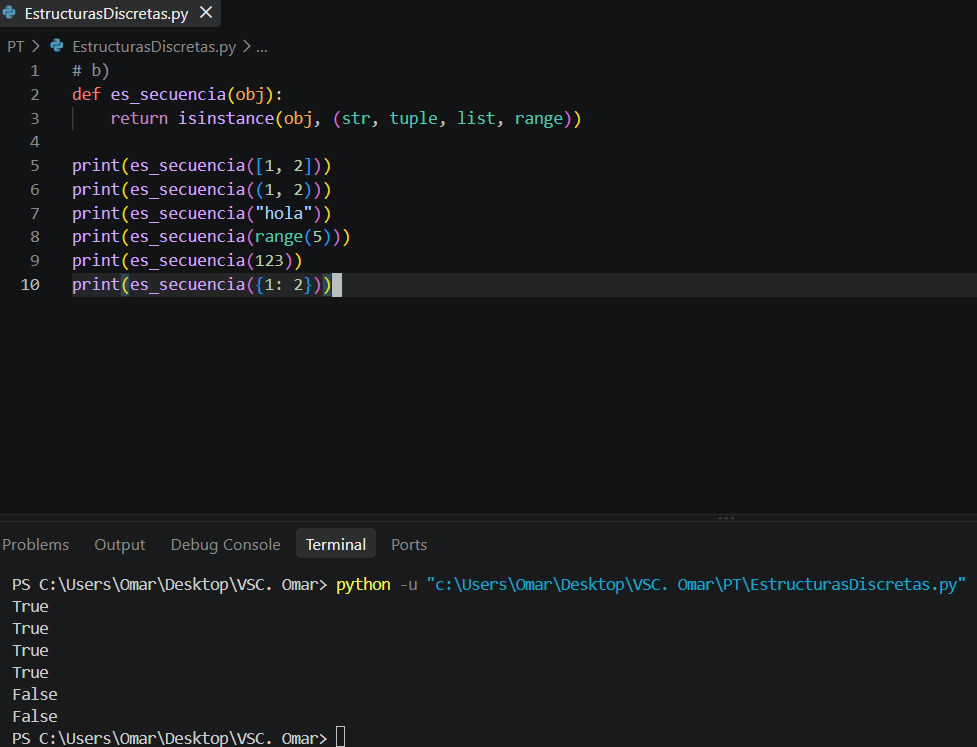 EstructurasDiscretas.py
PT > EstructurasDiscretas.py > ...
1 # b)
2 def es_secuencia(obj):
3     return isinstance(obj, (str, tuple, list, range))
4
5 print(es_secuencia([1, 2]))
6 print(es_secuencia((1, 2)))
7 print(es_secuencia("hola"))
8 print(es_secuencia(range(5)))
9 print(es_secuencia(123))
10 print(es_secuencia({1: 2}))
Problems Output Debug Console Terminal Ports
PS C:\Users\Omar\Desktop\VSC. Omar> python -u "c:\Users\Omar\Desktop\VSC. Omar\PT\EstructurasDiscretas.py"
True
True
True
True
False
False
PS C:\Users\Omar\Desktop\VSC. Omar>